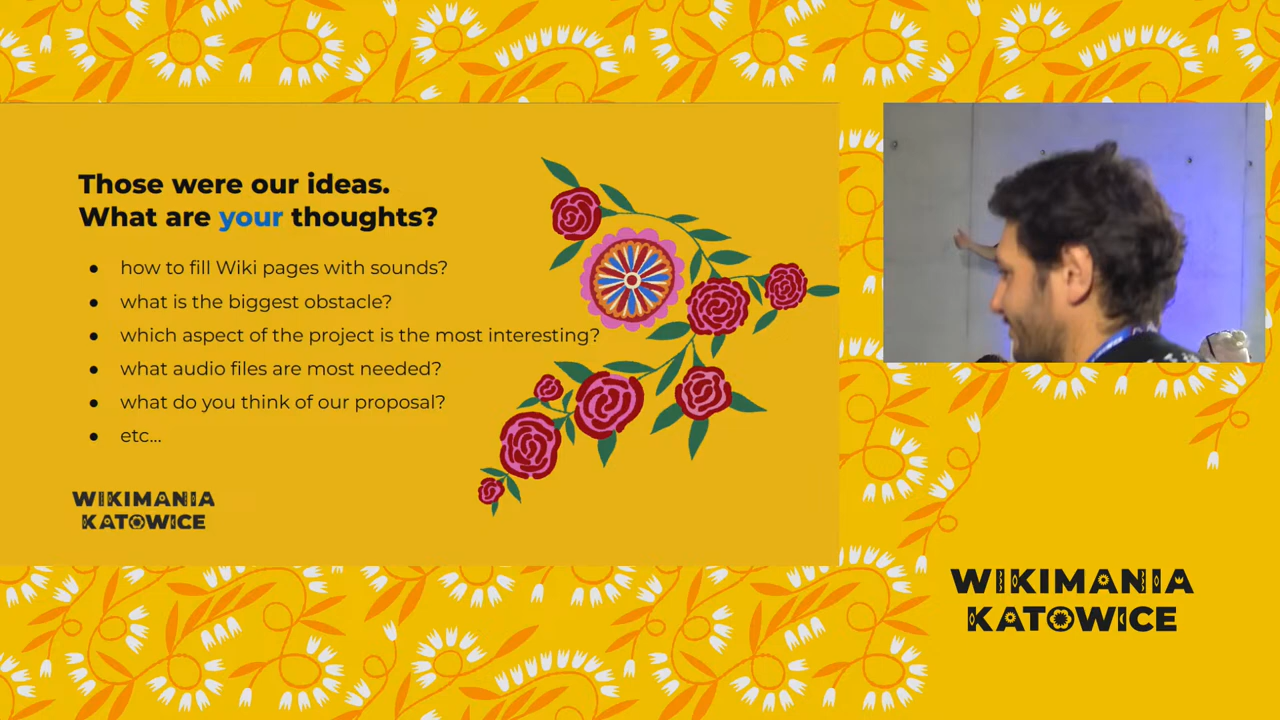 Those were our ideas.
What are your thoughts?
● how to fill Wiki pages with sounds?
● what is the biggest obstacle?
● which aspect of the project is the most interesting?
● what audio files are most needed?
● what do you think of our proposal?
● etc...
WIKIMANIA
KATOWICE
WIKIMANIA
KATOWICE